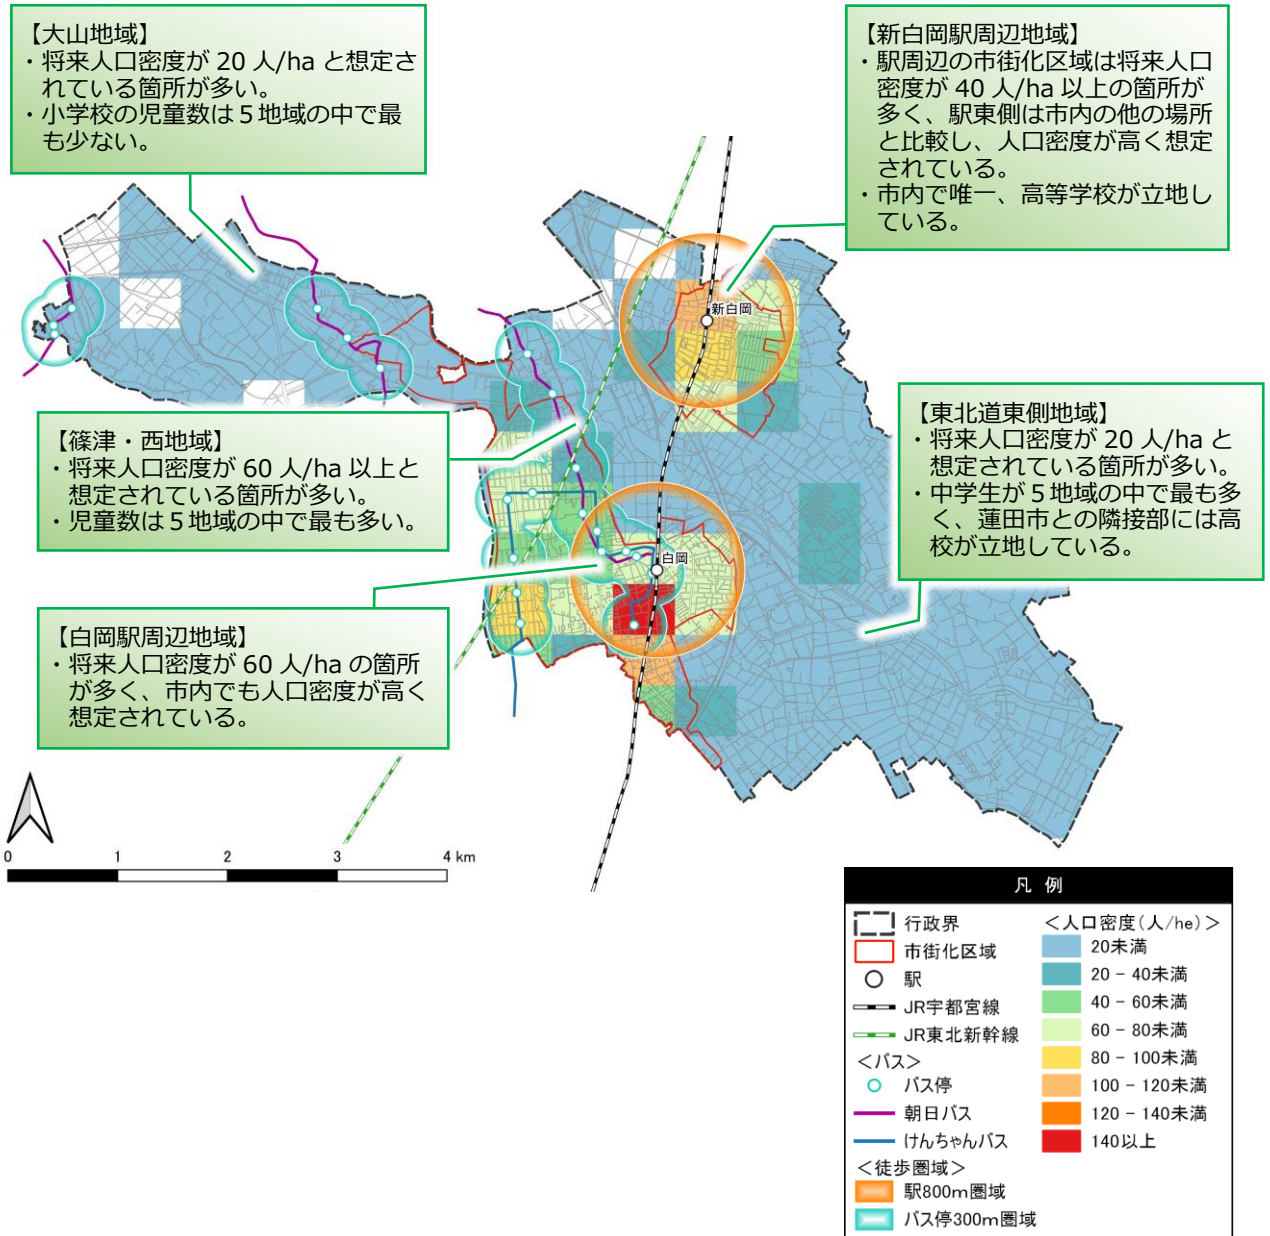 【大山地域】
・将来人口密度が 20 人/ha と想定さ
れている箇所が多い。
・小学校の児童数は５地域の中で最
も少ない。
【新白岡駅周辺地域】
・駅周辺の市街化区域は将来人口
密度が 40 人/ha 以上の箇所が
多く、駅東側は市内の他の場所
と比較し、人口密度が高く想定
されている。
・市内で唯一、高等学校が立地し
ている。
新白岡
【篠津・西地域】
・将来人口密度が 60 人/ha 以上と
想定されている箇所が多い。
・児童数は５地域の中で最も多い。
【東北道東側地域】
・将来人口密度が 20 人/ha と
想定されている箇所が多い。
・中学生が５地域の中で最も多
く、蓮田市との隣接部には高
校が立地している。
白岡
【白岡駅周辺地域】
・将来人口密度が 60 人/ha の箇所
が多く、市内でも人口密度が高く
想定されている。
0 1 2 3 4 km
凡 例
行政界
市街化区域
駅
JR宇都宮線
JR東北新幹線
＜バス＞
バス停
朝日バス
けんちゃんバス
＜徒歩圏域＞
駅800m圏域
バス停300m圏域
＜人口密度(人/he)＞
20未満
20 - 40未満
40 - 60未満
60 - 80未満
80 - 100未満
100 - 120未満
120 - 140未満
140以上